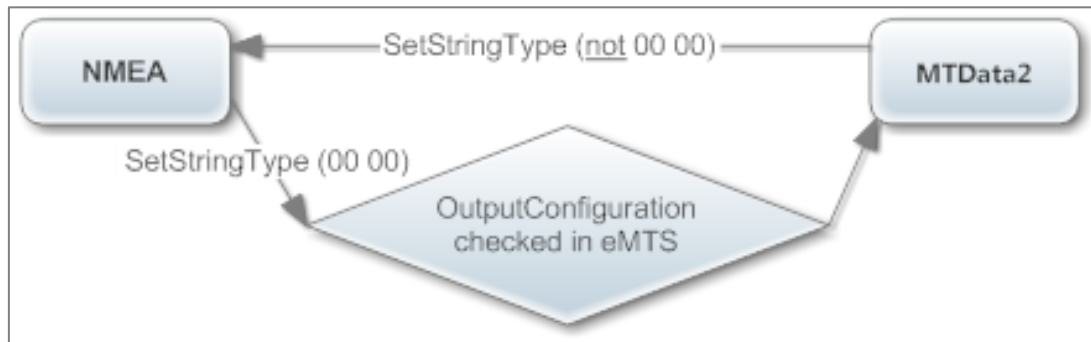 SetStringType (not 00 00)
NMEA
MTData2
SetStringType (00 00)
OutputConfiguration
checked in eMTS